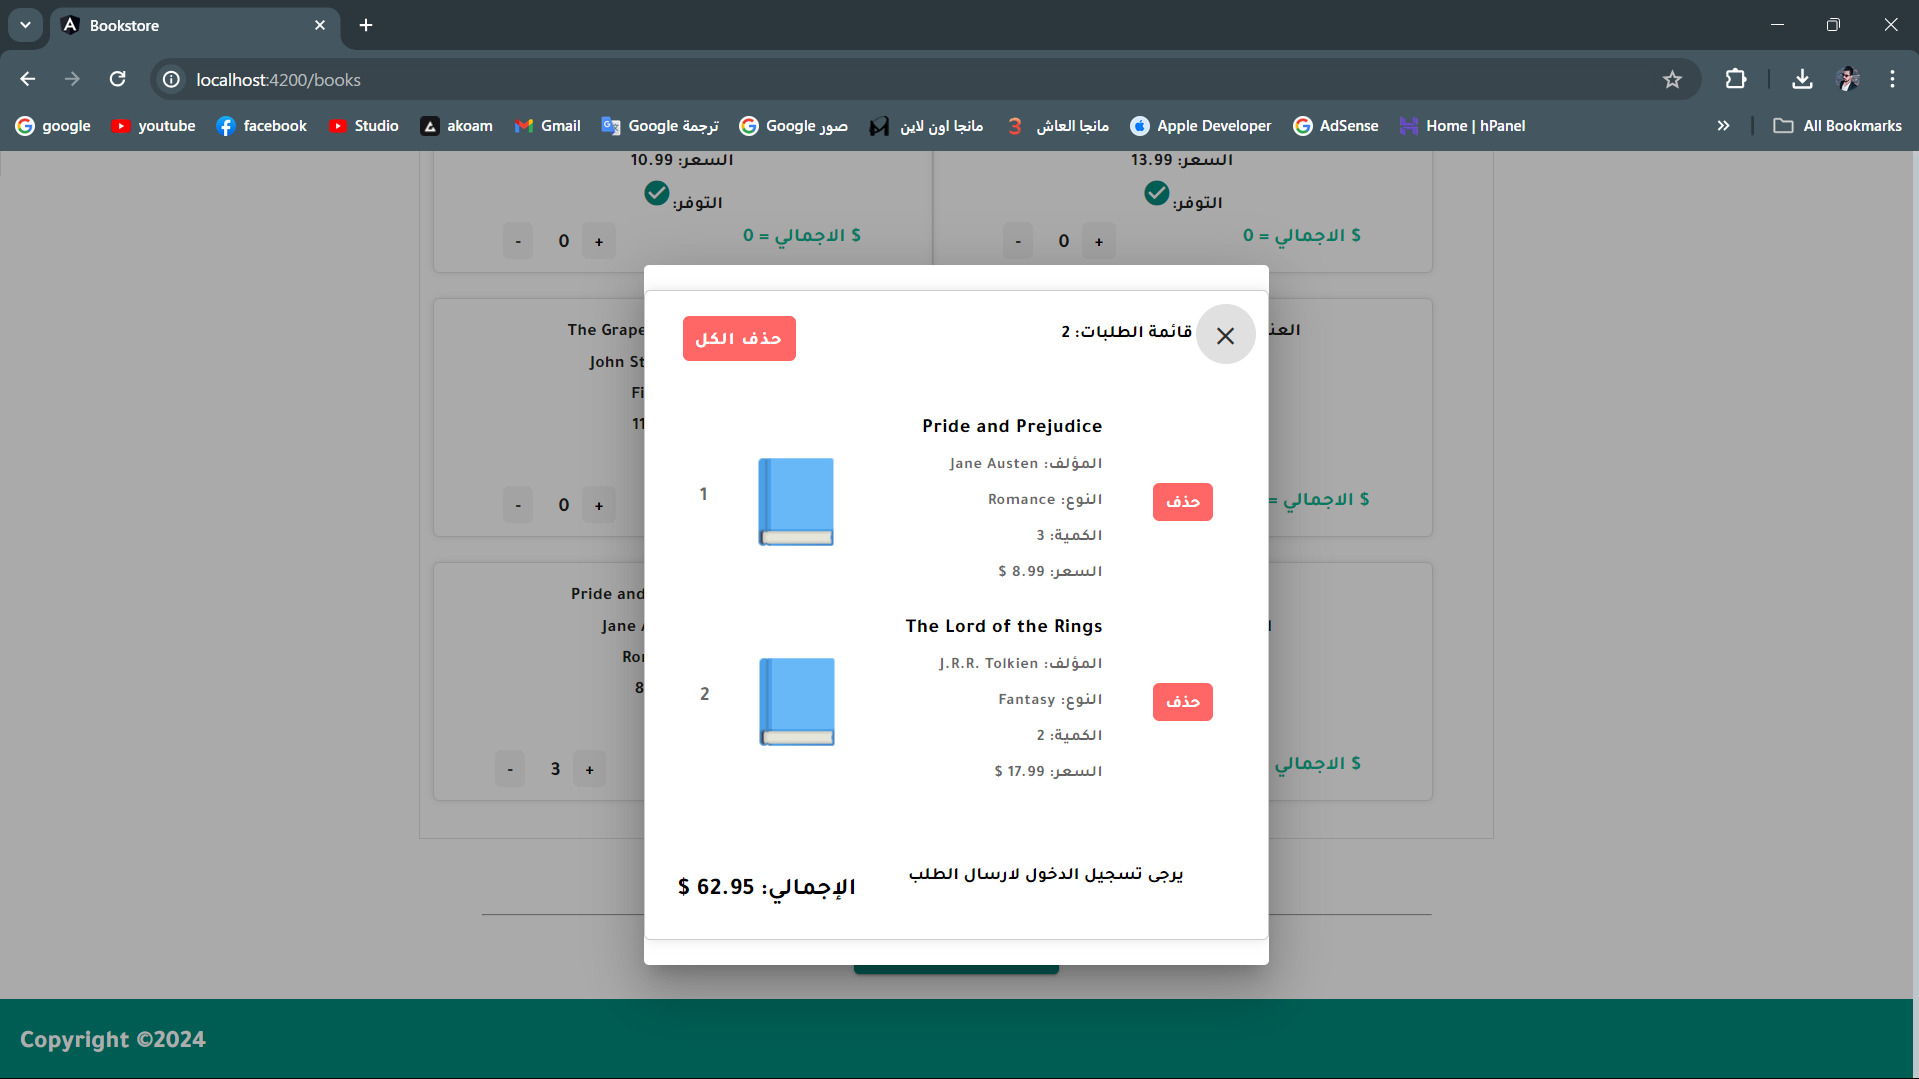 Bookstore
localhost:4200/books
google
youtube
facebook
Studio
akoam
Gmail
ترجمة Google
صور Google
مانجا اون لاين
مانجا العاش
Apple Developer
AdSense
Home | hPanel
All Bookmarks
السعر: 10.99
السعر: 13.99
التوفر:
التوفر:
- 0 +
$ الاجمالي = 0
- 0 +
$ الاجمالي = 0
حذف الكل
قائمة الطلبات: 2
The Grape
العن
John St
Fi
11
- 0 +
$ الاجمالي =
Pride and Prejudice
المؤلف: Jane Austen
النوع: Romance
الكمية: 3
السعر: 8.99 $
1
حذف
The Lord of the Rings
المؤلف: J.R.R. Tolkien
النوع: Fantasy
الكمية: 2
السعر: 17.99 $
2
حذف
Pride and
Jane
Ro
8
- 3 +
$ الاجمالي
يرجى تسجيل الدخول لارسال الطلب
الإجمالي: 62.95 $
Copyright ©2024